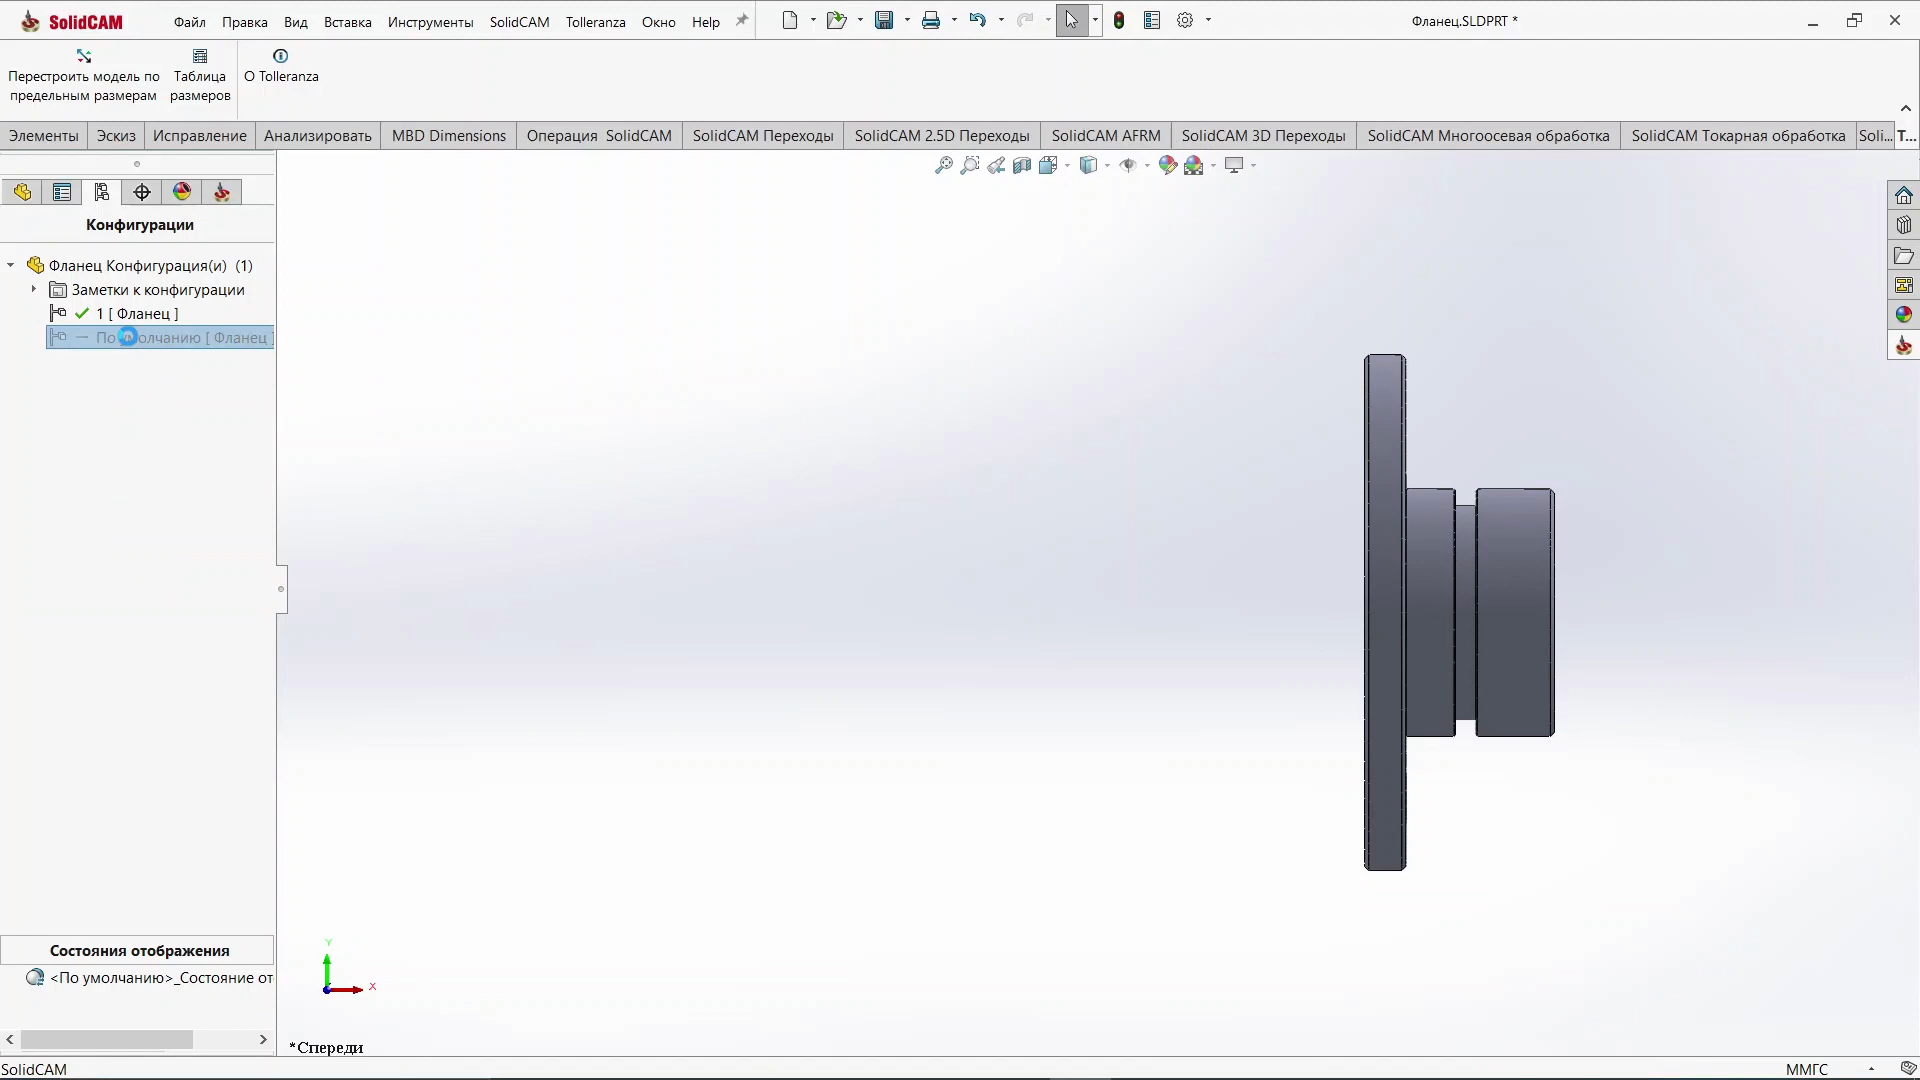 SolidCAM
Файл Правка Вид Вставка Инструменты SolidCAM Tolleranza Окно Help
Фланец.SLDPRT *
Перестроить модель по предельным размерам
Таблица размеров
О Tolleranza
Элементы Эскиз Исправление Анализировать MBD Dimensions Операция SolidCAM SolidCAM Переходы SolidCAM 2.5D Переходы SolidCAM AFRM SolidCAM 3D Переходы SolidCAM Многоосевая обработка SolidCAM Токарная обработка Soli... T...
Конфигурации
Фланец Конфигурация(и) (1)
Заметки к конфигурации
1 [ Фланец ]
[ Фланец ]
Состояния отображения
<По умолчанию>_Состояние от
Y
X
*Спереди
SolidCAM
ММГС